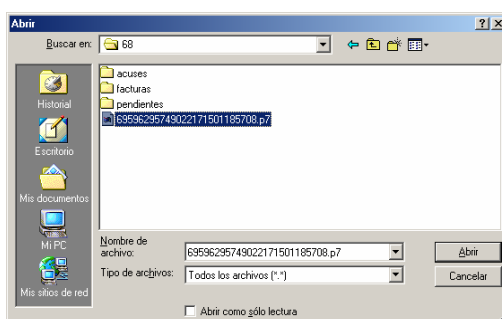 Abrir
Buscar en: 68
acuses
facturas
pendientes
69596295749022171501185708.p7
Historial
Escritorio
Mis documentos
Mi PC
Mis sitios de red
Nombre de archivo: 69596295749022171501185708.p7 Abrir
Tipo de archivos: Todos los archivos (*.*) Cancelar
Abrir como sólo lectura